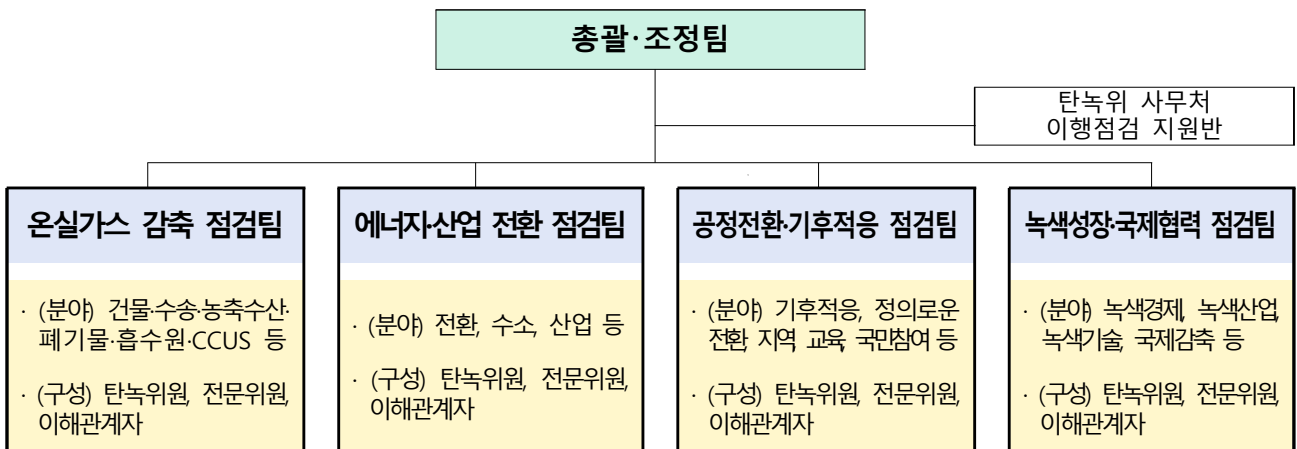 총괄·조정팀
탄녹위 사무처
이행점검 지원반
온실가스 감축 점검팀
· (분야) 건물·수송·농축수산·
폐기물·흡수원·CCUS 등
· (구성) 탄녹위원, 전문위원,
이해관계자
에너지·산업 전환 점검팀
· (분야) 전환, 수소, 산업 등
· (구성) 탄녹위원, 전문위원,
이해관계자
공정전환·기후적응 점검팀
· (분야) 기후적응, 정의로운
전환, 지역, 교육, 국민참여 등
· (구성) 탄녹위원, 전문위원,
이해관계자
녹색성장·국제협력 점검팀
· (분야) 녹색경제, 녹색산업,
녹색기술, 국제감축 등
· (구성) 탄녹위원, 전문위원,
이해관계자